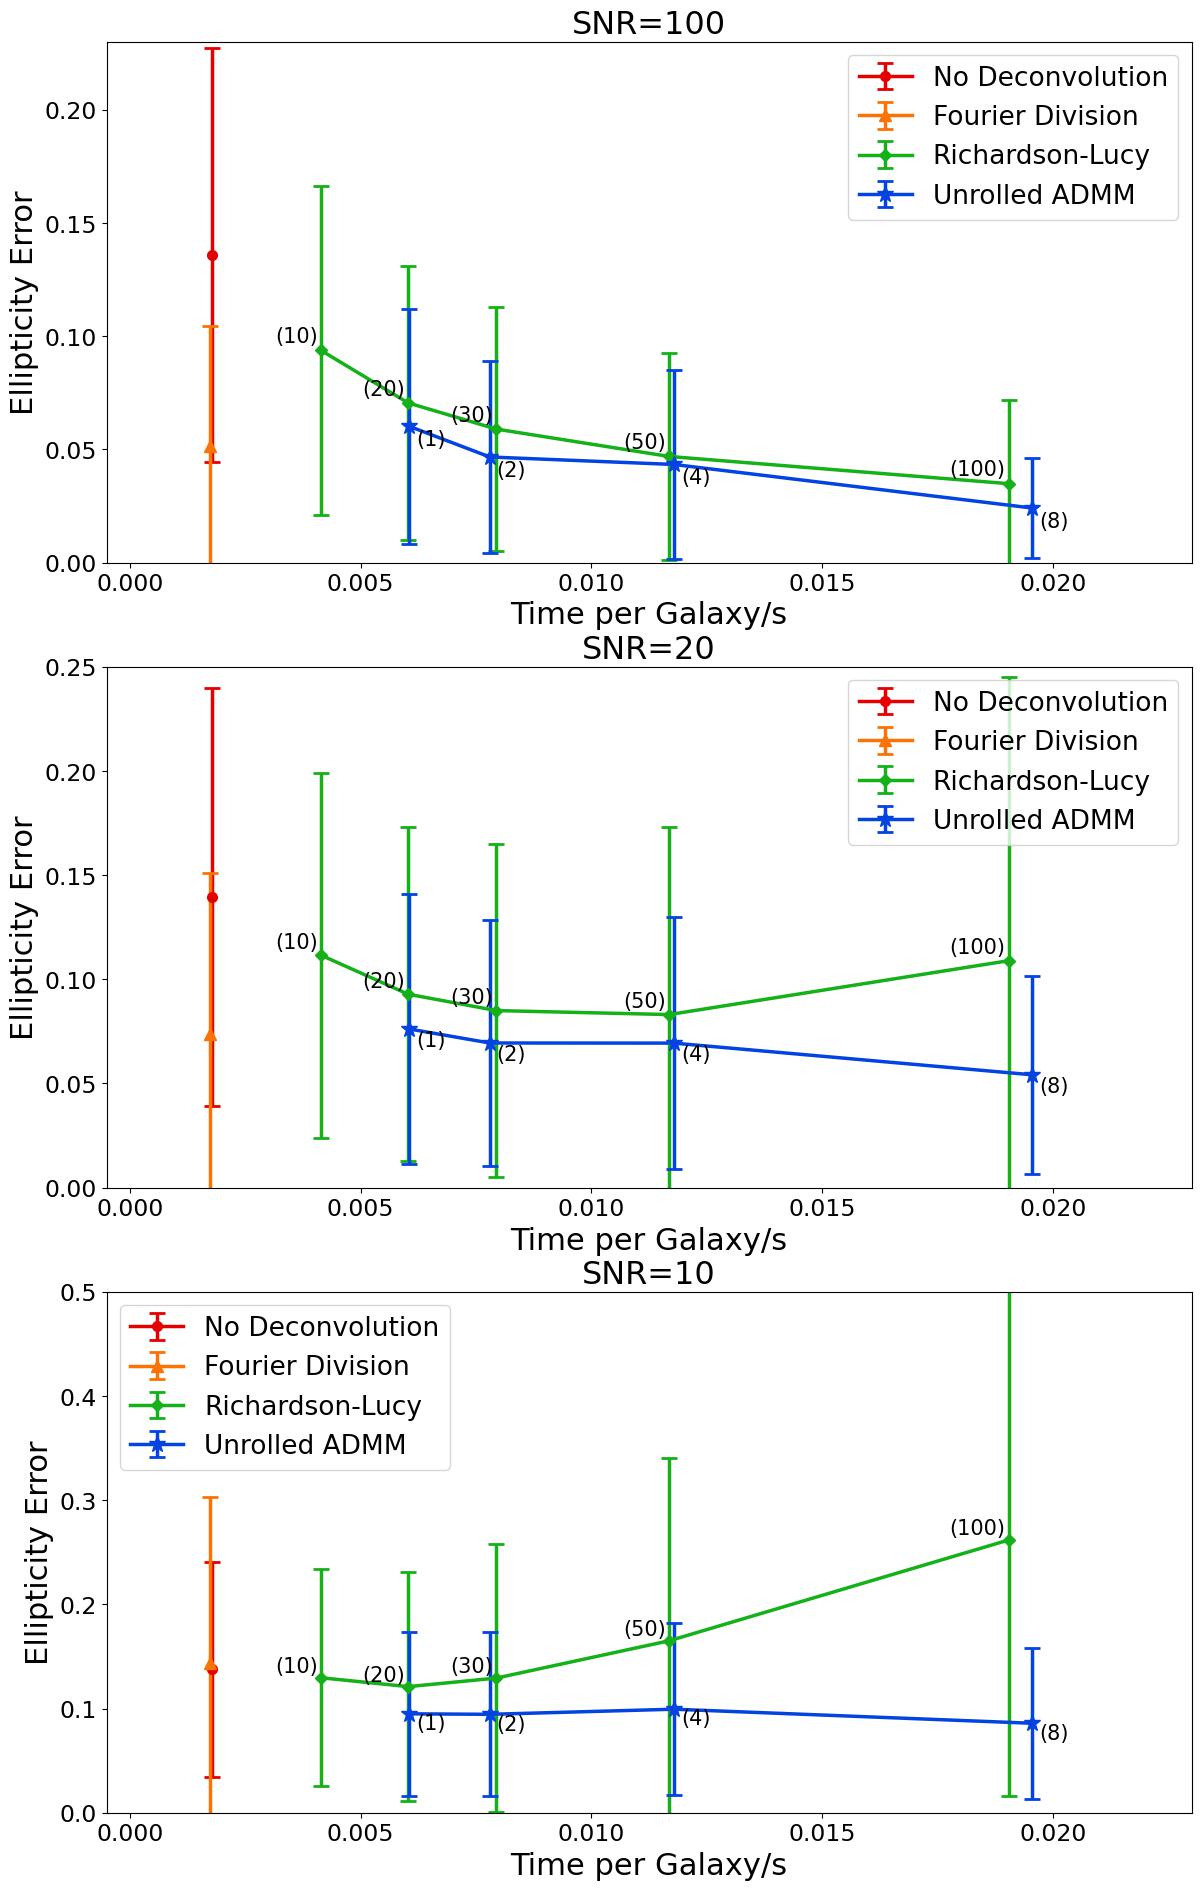 SNR=100
Ellipticity Error
0.20
0.15
0.10
0.05
0.00
No Deconvolution
Fourier Division
Richardson-Lucy
Unrolled ADMM
(10)
(20)
(30)
(50)
(100)
(1)
(2)
(4)
(8)
0.000 0.005 0.010 0.015 0.020
Time per Galaxy/s
SNR=20
Ellipticity Error
0.25
0.20
0.15
0.10
0.05
0.00
No Deconvolution
Fourier Division
Richardson-Lucy
Unrolled ADMM
(10)
(20)
(30)
(50)
(100)
(1)
(2)
(4)
(8)
0.000 0.005 0.010 0.015 0.020
Time per Galaxy/s
SNR=10
Ellipticity Error
0.5
0.4
0.3
0.2
0.1
0.0
No Deconvolution
Fourier Division
Richardson-Lucy
Unrolled ADMM
(10)
(20)
(30)
(50)
(100)
(1)
(2)
(4)
(8)
0.000 0.005 0.010 0.015 0.020
Time per Galaxy/s